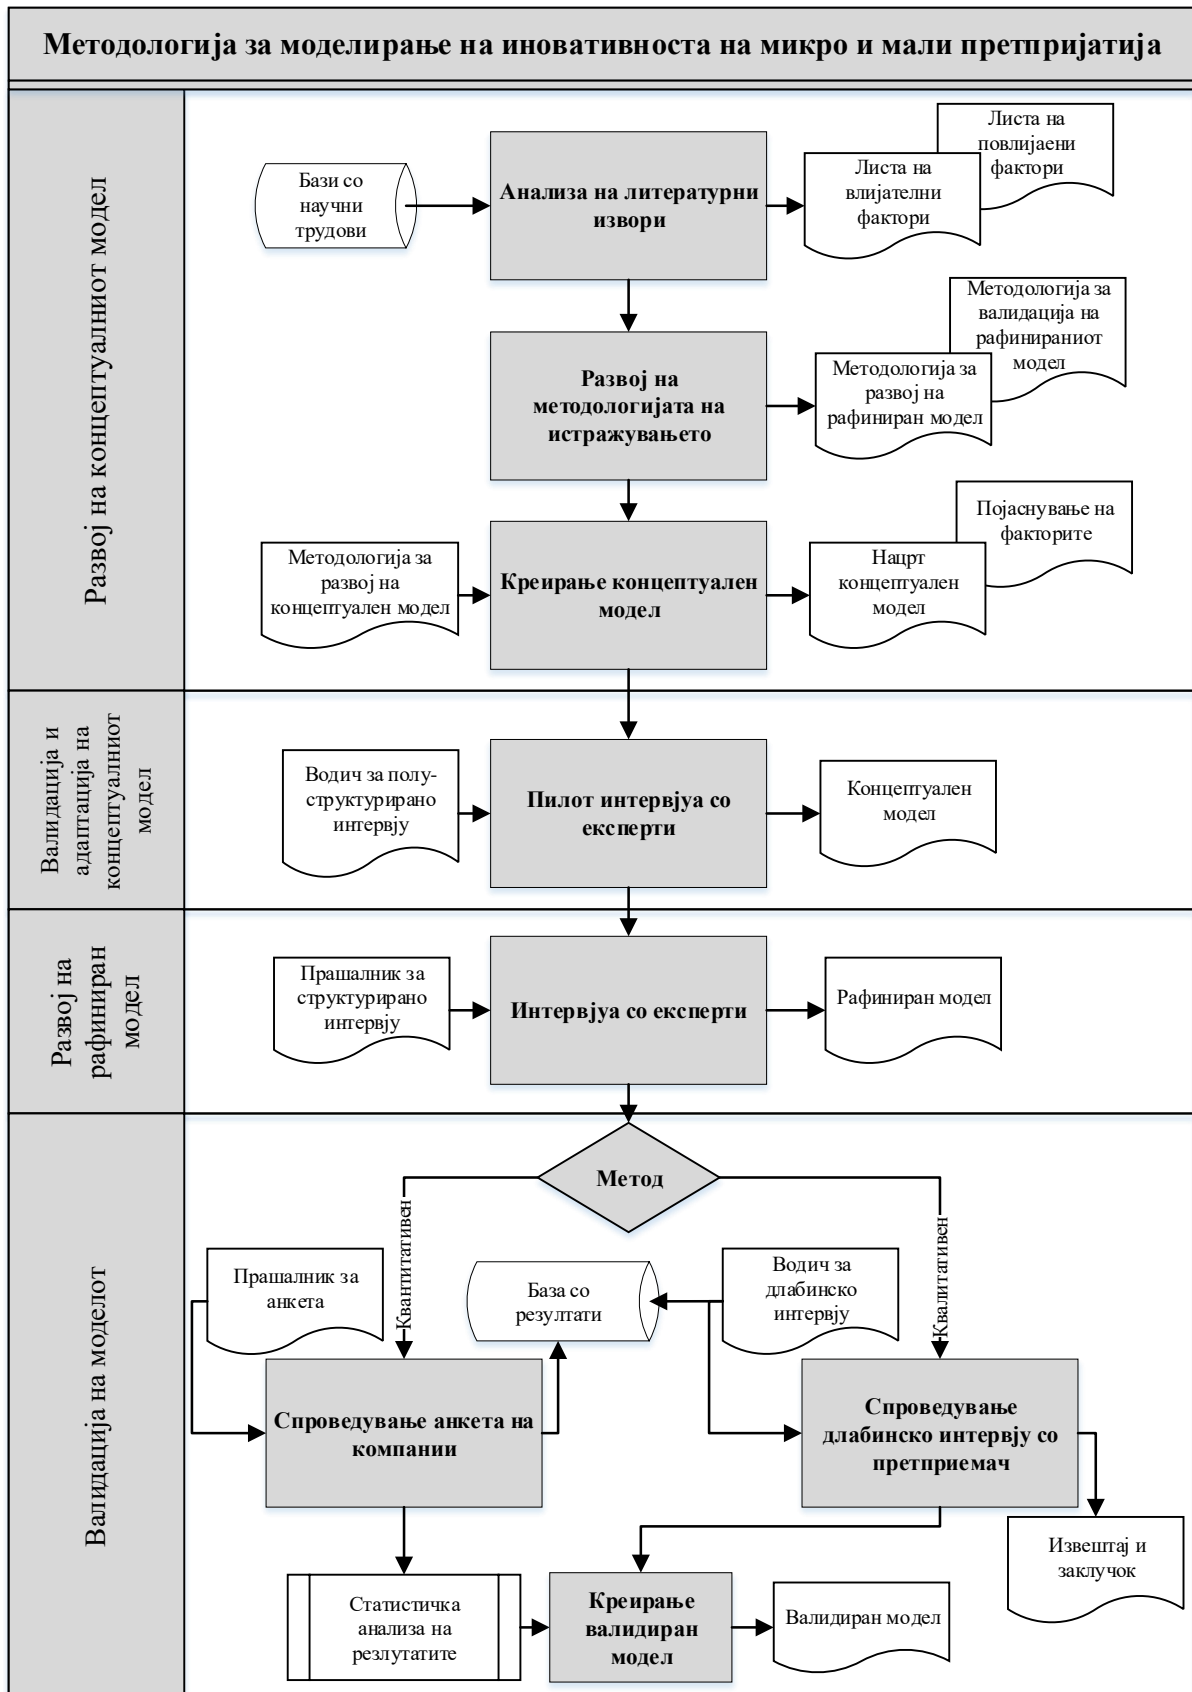 Методологија за моделирање на иновативноста на микро и мали претпријатија
Развој на концептуалниот модел
Бази со
научни
трудови
Анализа на литературни
извори
Листа на
влијателни
фактори
Листа на
повлијаени
фактори
Развој на
методологијата на
истражувањето
Методологија за
развој на
рафиниран модел
Методологија за
валидација на
рафинираниот
модел
Методологија за
развој на
концептуален модел
Креирање концептуален
модел
Нацрт
концептуален
модел
Појаснување на
факторите
Валидација и
адаптација на
концептуалниот
модел
Водич за полу-
структурирано
интервју
Пилот интервјуа со
експерти
Концептуален
модел
Развој на
рафиниран
модел
Прашалник за
структурирано
интервју
Интервјуа со експерти
Рафиниран модел
Валидација на моделот
Метод
Квантитативен
Квалитативен
Прашалник за
анкета
База со
резултати
Водич за
длабинско
интервју
Спроведување анкета на
компании
Спроведување
длабинско интервју со
претприемач
Извештај и
заклучок
Статистичка
анализа на
резлутатите
Креирање
валидиран
модел
Валидиран модел